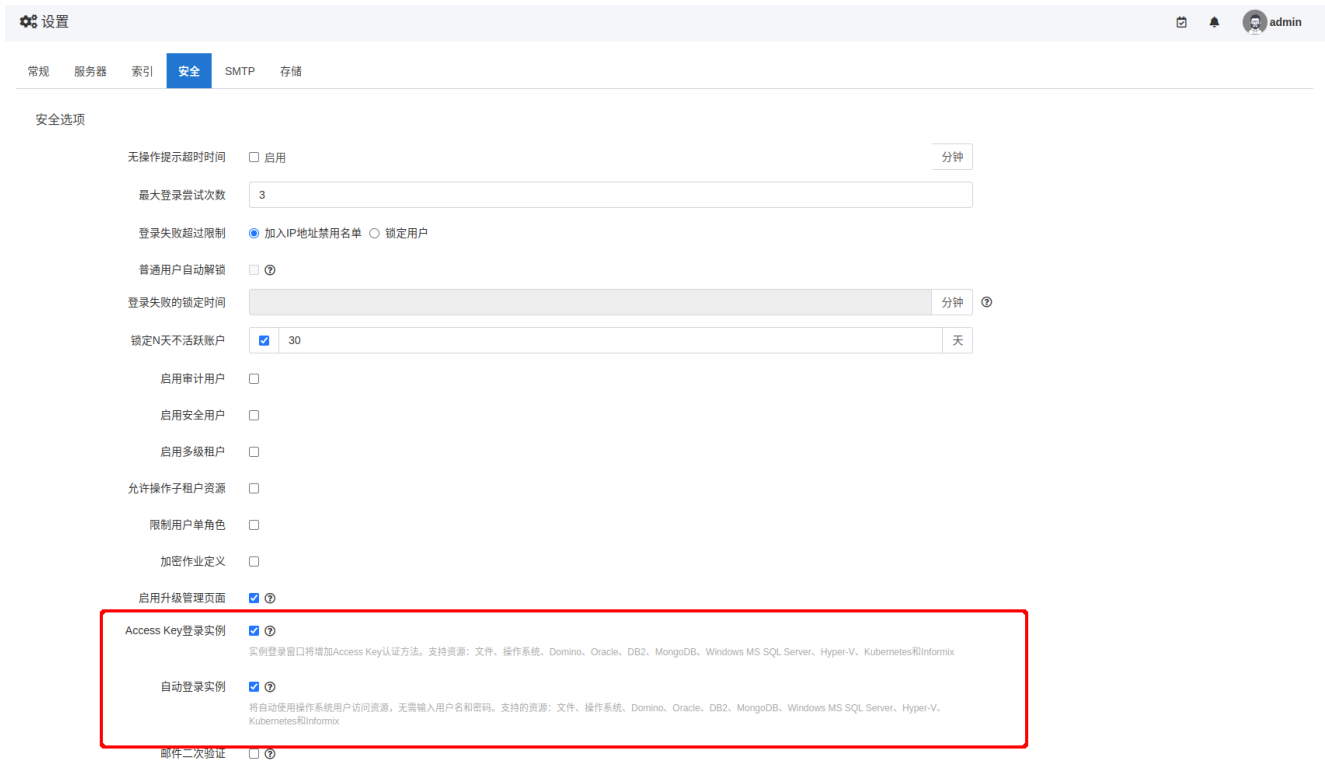 设置
admin
常规 服务器 索引 安全 SMTP 存储
安全选项
无操作提示超时时间 启用 分钟
最大登录尝试次数 3
登录失败超过限制 加入IP地址禁用名单 锁定用户
普通用户自动解锁
登录失败的锁定时间 分钟
锁定N天不活跃账户 30 天
启用审计用户
启用安全用户
启用多级租户
允许操作子租户资源
限制用户单角色
加密作业定义
启用升级管理页面
Access Key登录实例
实例登录窗口将增加Access Key认证方法。支持资源：文件、操作系统、Domino、Oracle、DB2、MongoDB、Windows MS SQL Server、Hyper-V、Kubernetes和Informix
自动登录实例
将自动使用操作系统用户访问资源，无需输入用户名和密码。支持的资源：文件、操作系统、Domino、Oracle、DB2、MongoDB、Windows MS SQL Server、Hyper-V、
Kubernetes和Informix
邮件二次验证